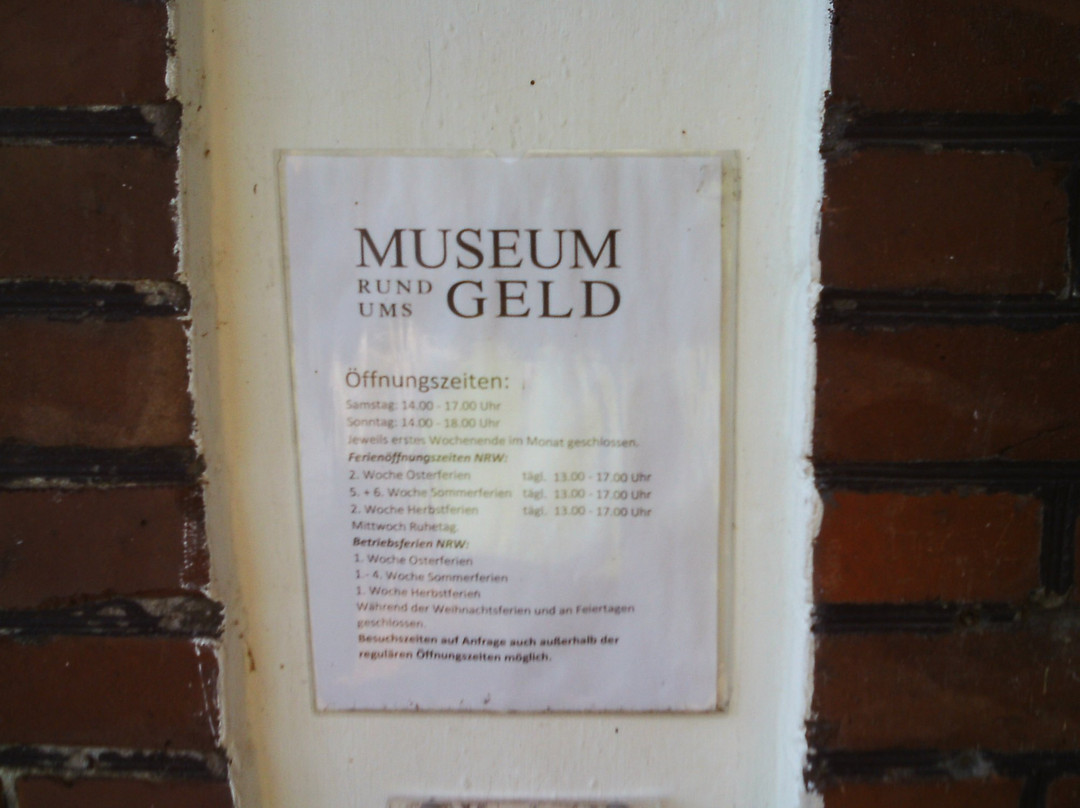 MUSEUM
RUND UMS GELD
Öffnungszeiten:
Samstag: 14.00 - 17.00 Uhr
Sonntag: 14.00 - 18.00 Uhr
Jeweils erstes Wochenende im Monat geschlossen.
Ferienöffnungszeiten NRW:
2. Woche Osterferien tägl. 13.00 - 17.00 Uhr
5. + 6. Woche Sommerferien tägl. 13.00 - 17.00 Uhr
2. Woche Herbstferien tägl. 13.00 - 17.00 Uhr
Mittwoch Ruhetag.
Betriebsferien NRW:
1. Woche Osterferien
1.- 4. Woche Sommerferien
1. Woche Herbstferien
Während der Weihnachtsferien und an Feiertagen
geschlossen.
Besuchszeiten auf Anfrage auch außerhalb der
regulären Öffnungszeiten möglich.